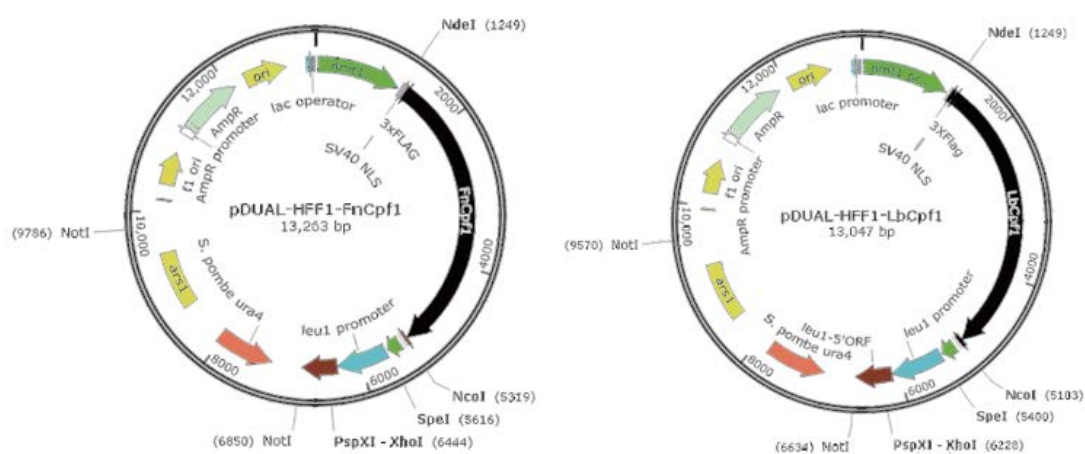 NdeI (1249)
2000
4000
NcoI (5319)
SpeI (5616)
6000
PspXI - XhoI (6444)
(6850) NotI
8000
(9786) NotI
10,000
12,000
ori
nmt1
lac operator
AmpR
AmpR promoter
f1 ori
3xFLAG
SV40 NLS
FnCpf1
pDUAL-HFF1-FnCpf1
13,263 bp
ars1
S. pombe ura4
leu1 promoter
NdeI (1249)
2000
4000
NcoI (5103)
SpeI (5400)
6000
PspXI - XhoI (6228)
(6634) NotI
8000
(9570) NotI
10,000
12,000
ori
nmt1
lac promoter
AmpR
AmpR promoter
f1 ori
3XFlag
SV40 NLS
LbCpf1
pDUAL-HFF1-LbCpf1
13,047 bp
ars1
S. pombe ura4
leu1-5'ORF
leu1 promoter